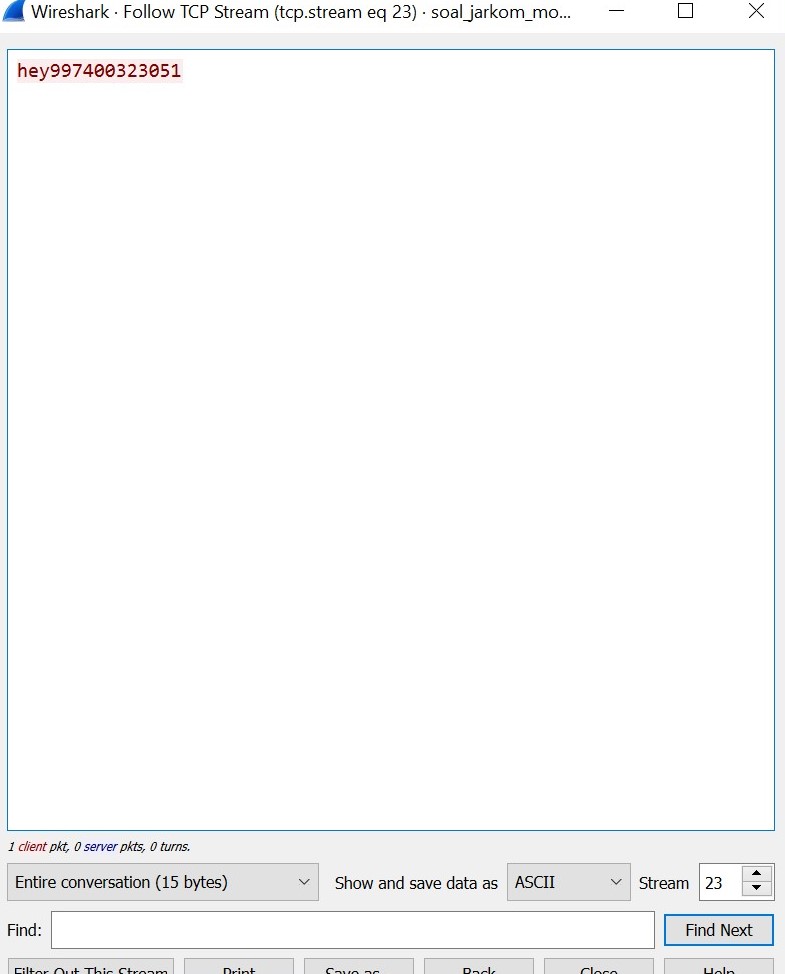 Wireshark · Follow TCP Stream (tcp.stream eq 23) · soal_jarkom_mo...
hey997400323051
1 client pkt, 0 server pkts, 0 turns.
Entire conversation (15 bytes) Show and save data as ASCII Stream 23
Find: Find Next
Filter Out This Stream Print Save as... Back Close Help